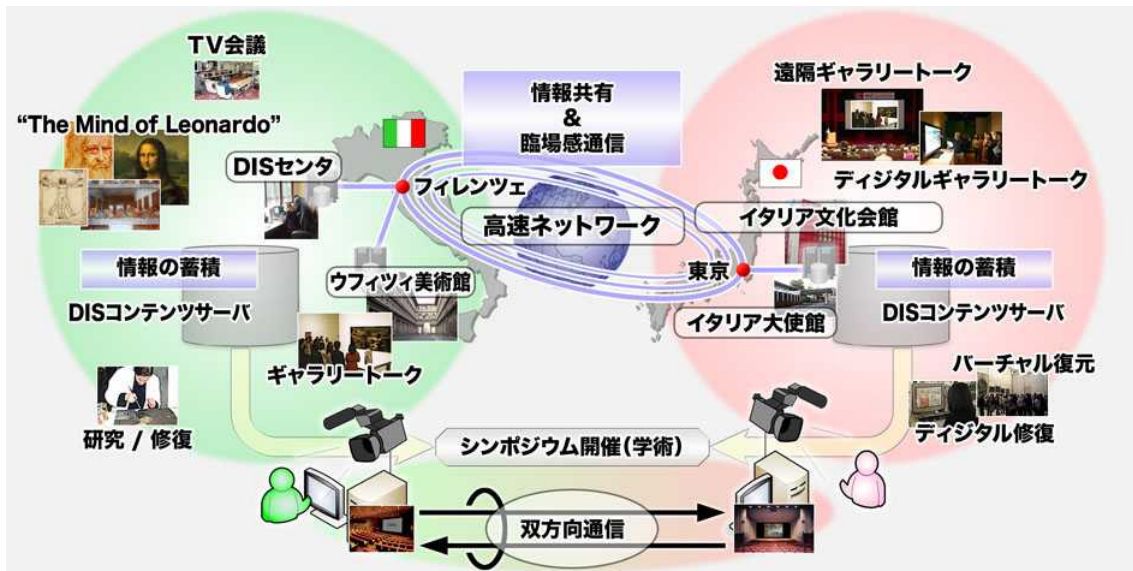 TV会議
“The Mind of Leonardo”
DISセンタ
フィレンツェ
情報共有
&
臨場感通信
高速ネットワーク
遠隔ギャラリートーク
ディジタルギャラリートーク
イタリア文化会館
東京
情報の蓄積
DISコンテンツサーバ
ウフィツィ美術館
ギャラリートーク
研究 / 修復
イタリア大使館
情報の蓄積
DISコンテンツサーバ
バーチャル復元
ディジタル修復
シンポジウム開催(学術)
双方向通信